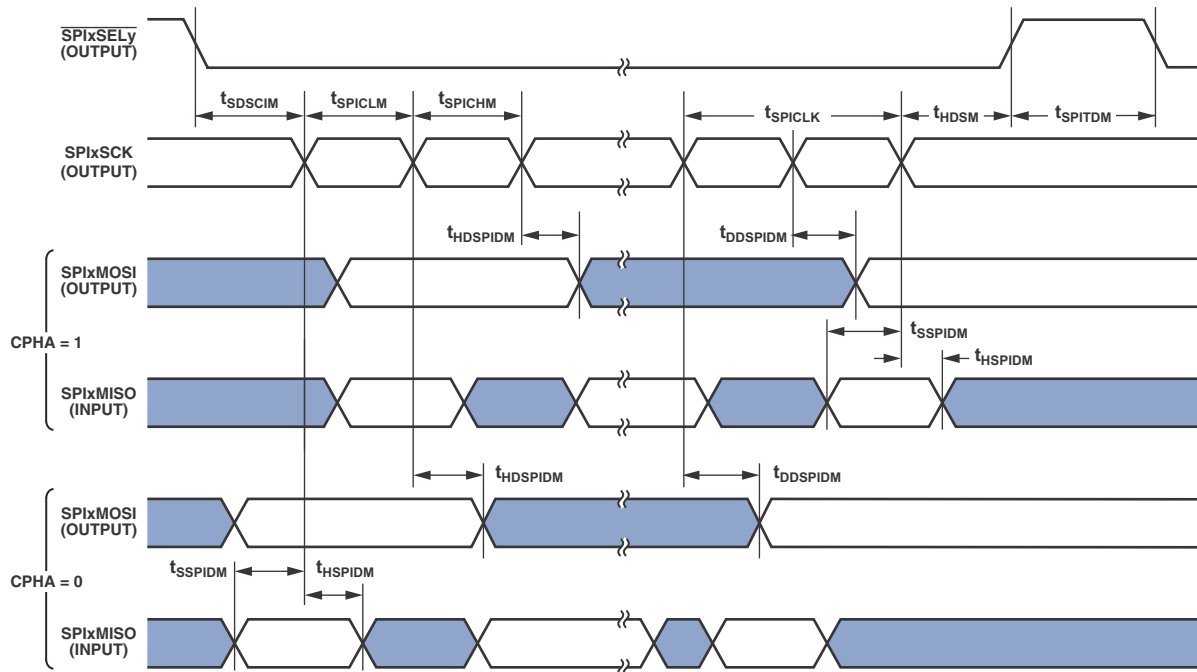 SPIxSELy
(OUTPUT)
tSDSCIM
tSPICLM
tSPICHM
tSPICLK
tHDSM
tSPITDM
SPIxSCK
(OUTPUT)
tHDSPIDM
tDDSPIDM
SPIxMOSI
(OUTPUT)
tSSPIDM
CPHA = 1
tHSPIDM
SPIxMISO
(INPUT)
tHDSPIDM
tDDSPIDM
SPIxMOSI
(OUTPUT)
tSSPIDM
tHSPIDM
CPHA = 0
SPIxMISO
(INPUT)